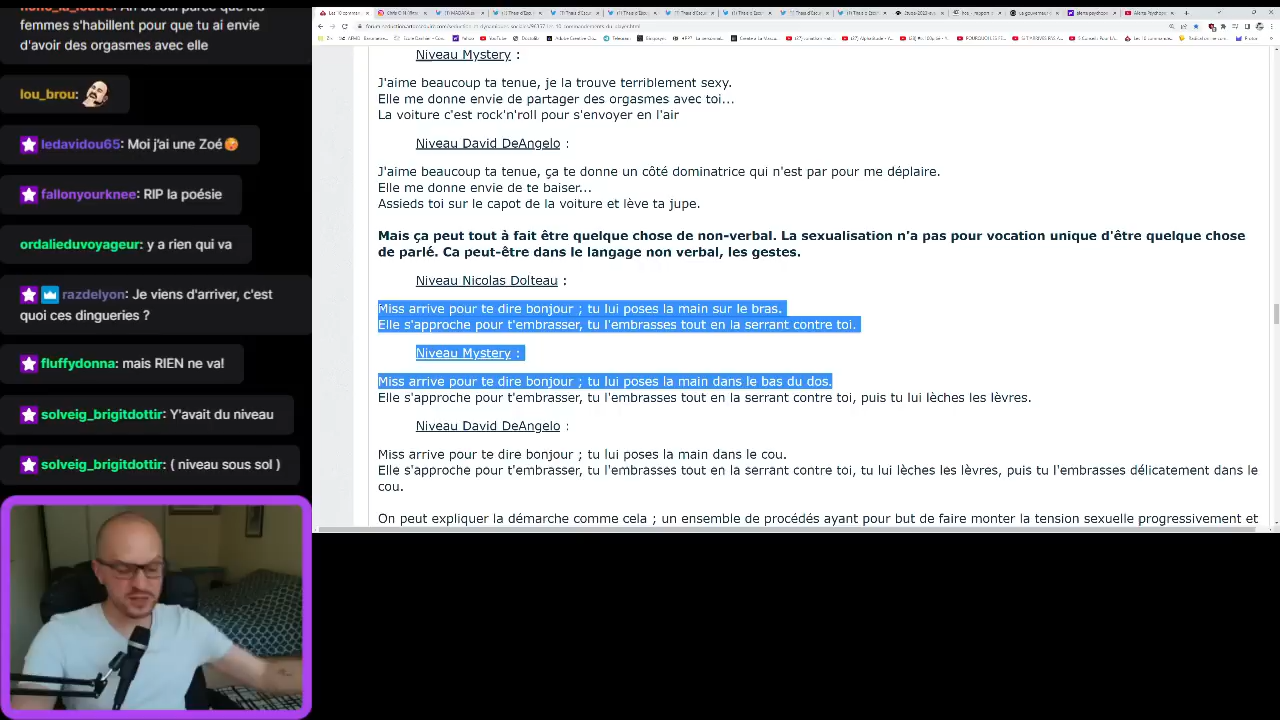 femmes s'habillent pour que tu ai envie
d'avoir des orgasmes avec elle
lou_brou:
ledavidou65: Moi j'ai une Zoé
fallonyourknee: RIP la poésie
ordalieduvoyageur: y a rien qui va
razdelyon: Je viens d'arriver, c'est
quoi ces dingueries ?
fluffydonna: mais RIEN ne va!
solveig_brigitdottir: Y'avait du niveau
solveig_brigitdottir: ( niveau sous sol )
Niveau Mystery :
J'aime beaucoup ta tenue, je la trouve terriblement sexy.
Elle me donne envie de partager des orgasmes avec toi...
La voiture c'est rock'n'roll pour s'envoyer en l'air
Niveau David DeAngelo :
J'aime beaucoup ta tenue, ça te donne un côté dominatrice qui n'est par pour me déplaire.
Elle me donne envie de te baiser...
Assieds toi sur le capot de la voiture et lève ta jupe.
Mais ça peut tout à fait être quelque chose de non-verbal. La sexualisation n'a pas pour vocation unique d'être quelque chose
de parlé. Ca peut-être dans le langage non verbal, les gestes.
Niveau Nicolas Dolteau :
Miss arrive pour te dire bonjour ; tu lui poses la main sur le bras.
Elle s'approche pour t'embrasser, tu l'embrasses tout en la serrant contre toi.
Niveau Mystery :
Miss arrive pour te dire bonjour ; tu lui poses la main dans le bas du dos.
Elle s'approche pour t'embrasser, tu l'embrasses tout en la serrant contre toi, puis tu lui lèches les lèvres.
Niveau David DeAngelo :
Miss arrive pour te dire bonjour ; tu lui poses la main dans le cou.
Elle s'approche pour t'embrasser, tu l'embrasses tout en la serrant contre toi, tu lui lèches les lèvres, puis tu l'embrasses délicatement dans le
cou.
On peut expliquer la démarche comme cela ; un ensemble de procédés ayant pour but de faire monter la tension sexuelle progressivement et